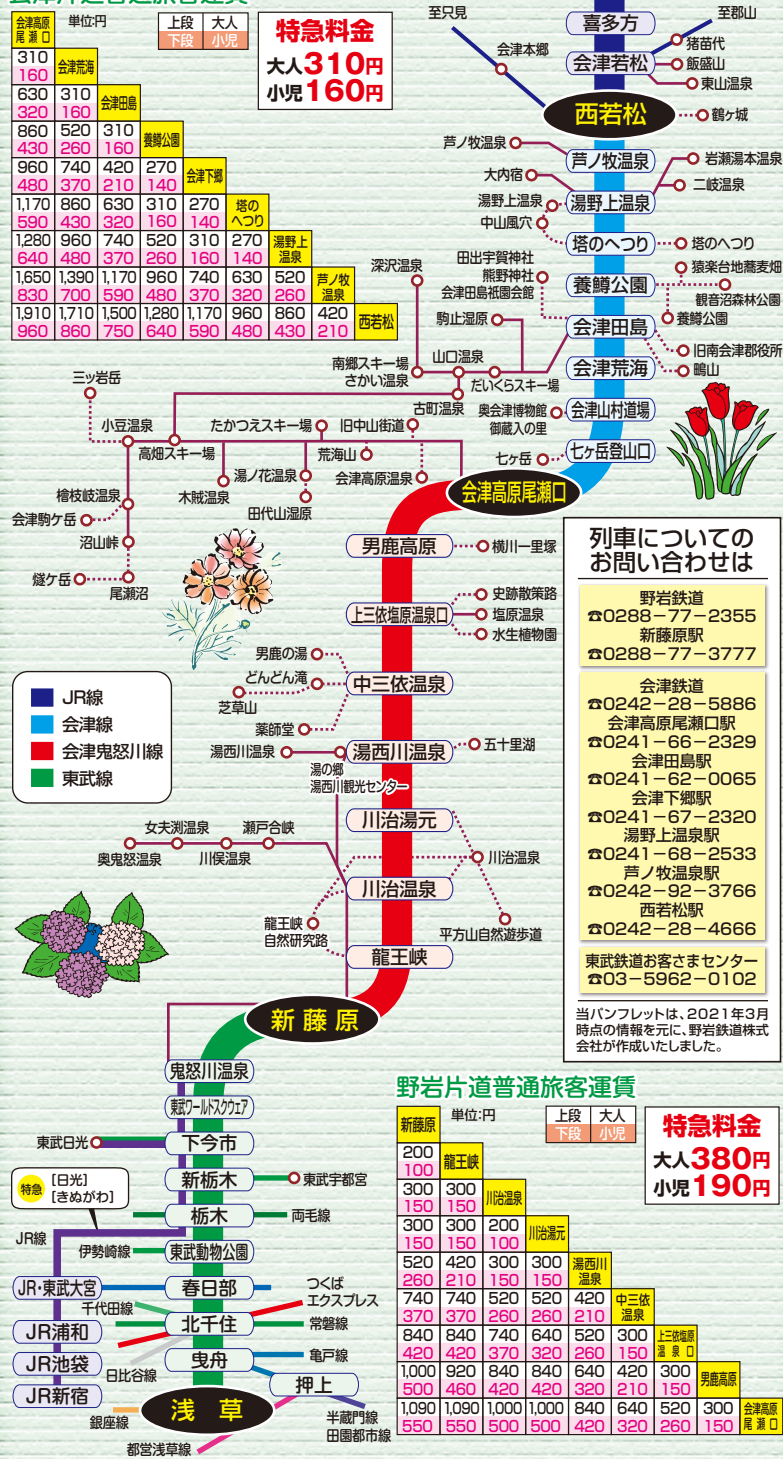 会津片道普通旅客運賃
単位:円
上段 大人
下段 小児
特急料金
大人310円
小児160円
会津高原尾瀬口
310 会津荒海
160
630 310 会津田島
320 160
860 520 310 養鱒公園
430 260 160
960 740 420 270 会津下郷
480 370 210 140
1,170 860 630 310 270 塔のへつり
590 430 320 160 140
1,280 960 740 520 310 270 湯野上温泉
640 480 370 260 160 140
1,650 1,390 1,170 960 740 630 520 芦ノ牧温泉
830 700 590 480 370 320 260
1,910 1,710 1,500 1,280 1,170 960 860 420 西若松
960 860 750 640 590 480 430 210
至只見
会津本郷
喜多方
至郡山
会津若松
猪苗代
飯盛山
東山温泉
西若松
鶴ヶ城
芦ノ牧温泉
芦ノ牧温泉
大内宿
湯野上温泉
岩瀬湯本温泉
二岐温泉
湯野上温泉
中山風穴
塔のへつり
塔のへつり
田出宇賀神社
熊野神社
会津田島祇園会館
養鱒公園
猿楽台地蕎麦畑
観音沼森林公園
養鱒公園
深沢温泉
駒止湿原
会津田島
旧南会津郡役所
鴫山
南郷スキー場
さかい温泉
山口温泉
だいくらスキー場
会津荒海
古町温泉
奥会津博物館
御蔵入の里
会津山村道場
七ヶ岳
七ヶ岳登山口
三ッ岩岳
小豆温泉
高畑スキー場
たかつえスキー場
旧中山街道
荒海山
会津高原温泉
湯ノ花温泉
木賊温泉
田代山湿原
檜枝岐温泉
会津駒ケ岳
沼山峠
燧ケ岳
尾瀬沼
会津高原尾瀬口
男鹿高原
横川一里塚
上三依塩原温泉口
史跡散策路
塩原温泉
水生植物園
男鹿の湯
どんどん滝
芝草山
薬師堂
中三依温泉
湯西川温泉
湯の郷
湯西川観光センター
湯西川温泉
五十里湖
川治湯元
女夫渕温泉
瀬戸合峡
奥鬼怒温泉
川俣温泉
川治温泉
川治温泉
龍王峡
自然研究路
平方山自然遊歩道
龍王峡
新藤原
JR線
会津線
会津鬼怒川線
東武線
列車についての
お問い合わせは
野岩鉄道
☎0288-77-2355
新藤原駅
☎0288-77-3777
会津鉄道
☎0242-28-5886
会津高原尾瀬口駅
☎0241-66-2329
会津田島駅
☎0241-62-0065
会津下郷駅
☎0241-67-2320
湯野上温泉駅
☎0241-68-2533
芦ノ牧温泉駅
☎0242-92-3766
西若松駅
☎0242-28-4666
東武鉄道お客さまセンター
☎03-5962-0102
当パンフレットは、2021年3月
時点の情報を元に、野岩鉄道株式
会社が作成いたしました。
鬼怒川温泉
東武ワールドスクウェア
東武日光
下今市
特急
[日光]
[きぬがわ]
新栃木
東武宇都宮
栃木
両毛線
JR線
伊勢崎線
東武動物公園
JR・東武大宮
春日部
つくば
エクスプレス
千代田線
北千住
常磐線
JR浦和
日比谷線
曳舟
亀戸線
JR池袋
押上
JR新宿
浅草
銀座線
半蔵門線
田園都市線
都営浅草線
野岩片道普通旅客運賃
単位:円
上段 大人
下段 小児
特急料金
大人380円
小児190円
新藤原
200 龍王峡
100
300 300 川治温泉
150 150
300 300 200 川治湯元
150 150 100
520 420 300 300 湯西川温泉
260 210 150 150
740 740 520 520 420 中三依温泉
370 370 260 260 210
840 840 740 640 520 300 上三依塩原温泉口
420 420 370 320 260 150
1,000 920 840 840 640 420 300 男鹿高原
500 460 420 420 320 210 150
1,090 1,090 1,000 1,000 840 640 520 300 会津高原尾瀬口
550 550 500 500 420 320 260 150